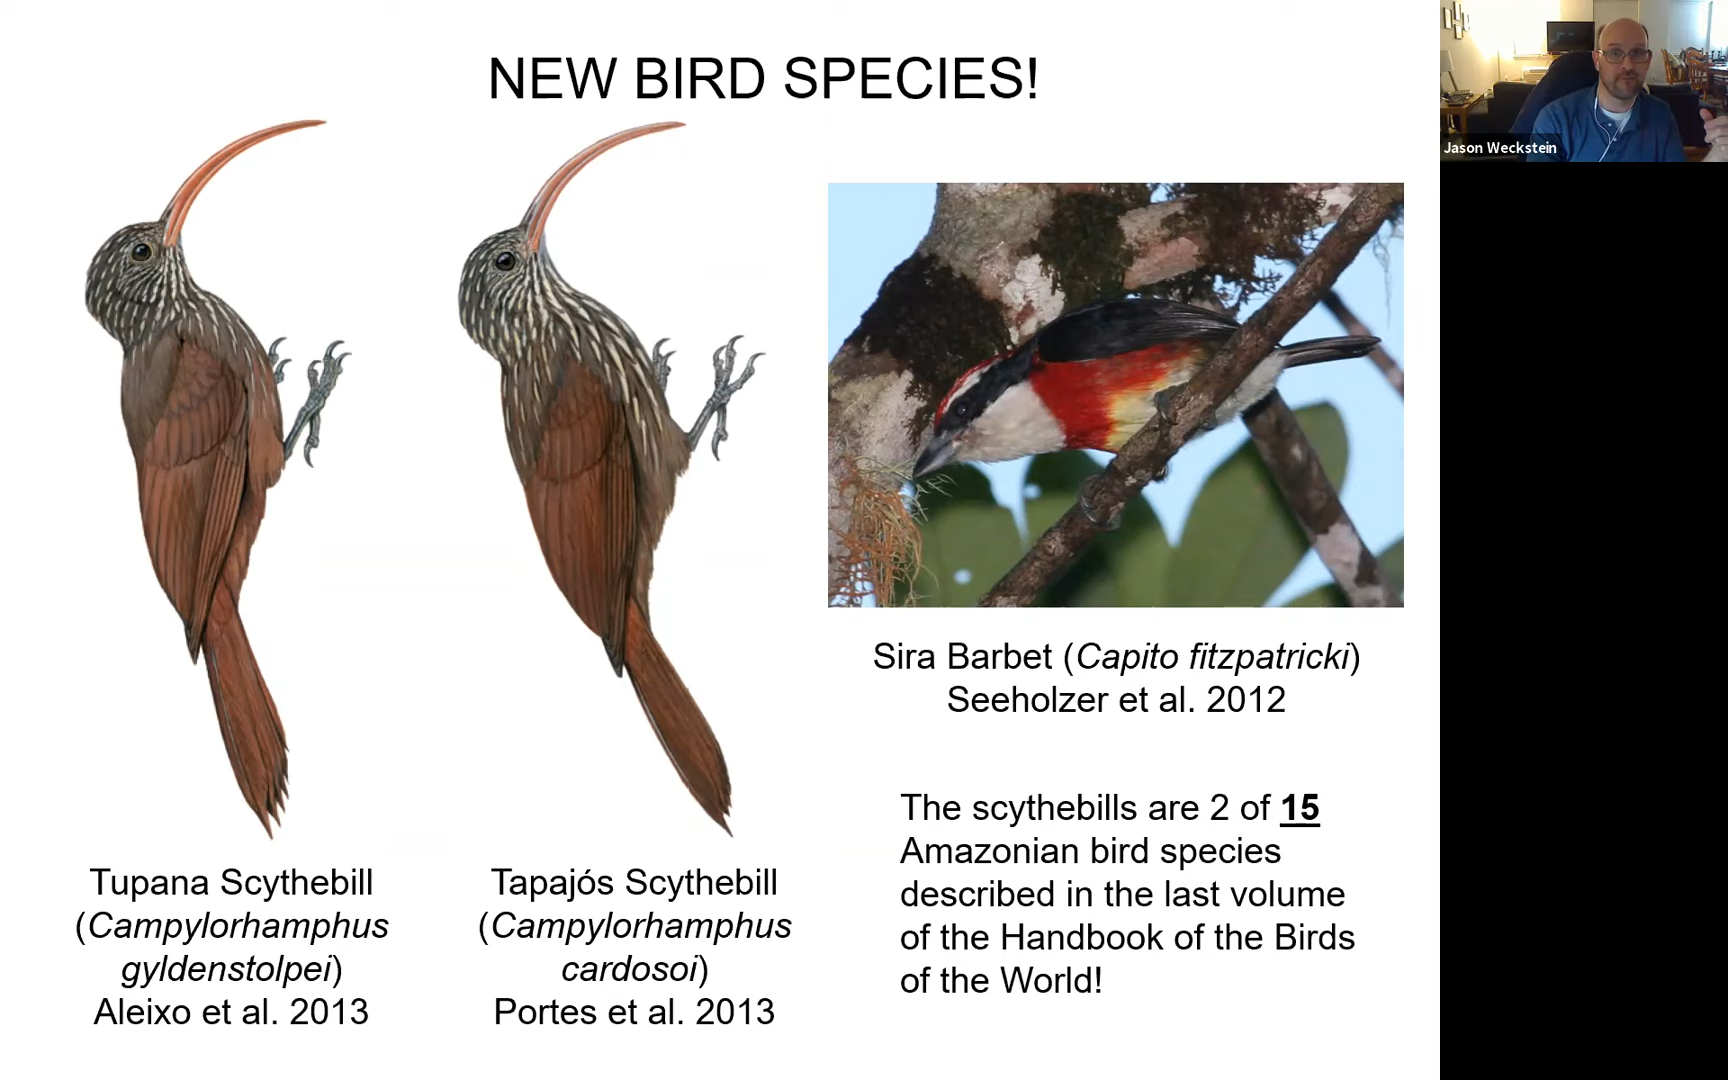 NEW BIRD SPECIES!
Jason Weckstein
Sira Barbet (Capito fitzpatricki)
Seeholzer et al. 2012
The scythebills are 2 of 15
Amazonian bird species
described in the last volume
of the Handbook of the Birds
of the World!
Tupana Scythebill
(Campylorhamphus
gyldenstolpei)
Aleixo et al. 2013
Tapajós Scythebill
(Campylorhamphus
cardosoi)
Portes et al. 2013